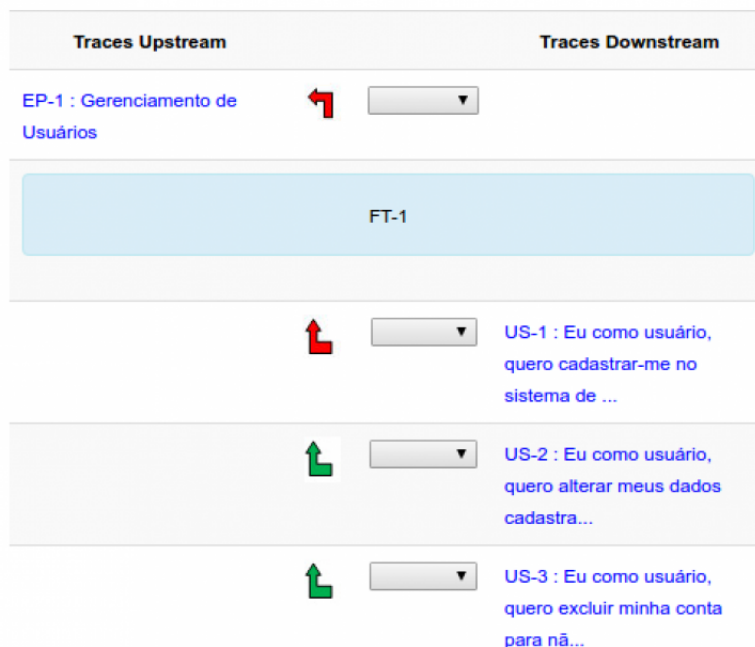 Traces Upstream Traces Downstream
EP-1 : Gerenciamento de
Usuários
FT-1
US-1 : Eu como usuário,
quero cadastrar-me no
sistema de ...
US-2 : Eu como usuário,
quero alterar meus dados
cadastra...
US-3 : Eu como usuário,
quero excluir minha conta
para nã...